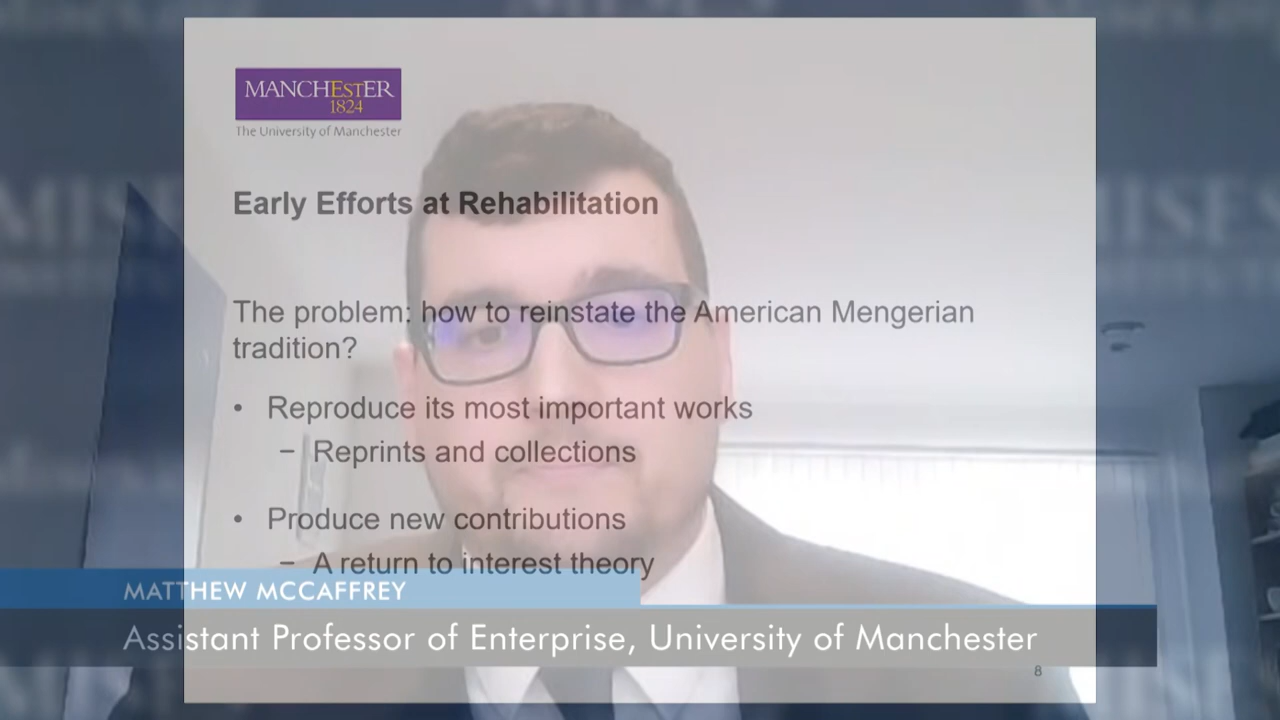 MANCHESTER
1824
The University of Manchester
Early Efforts at Rehabilitation
The problem: how to reinstate the American Mengerian
tradition?
• Reproduce its most important works
− Reprints and collections
• Produce new contributions
− A return to interest theory
MATTHEW MCCAFFREY
Assistant Professor of Enterprise, University of Manchester
8
MISES